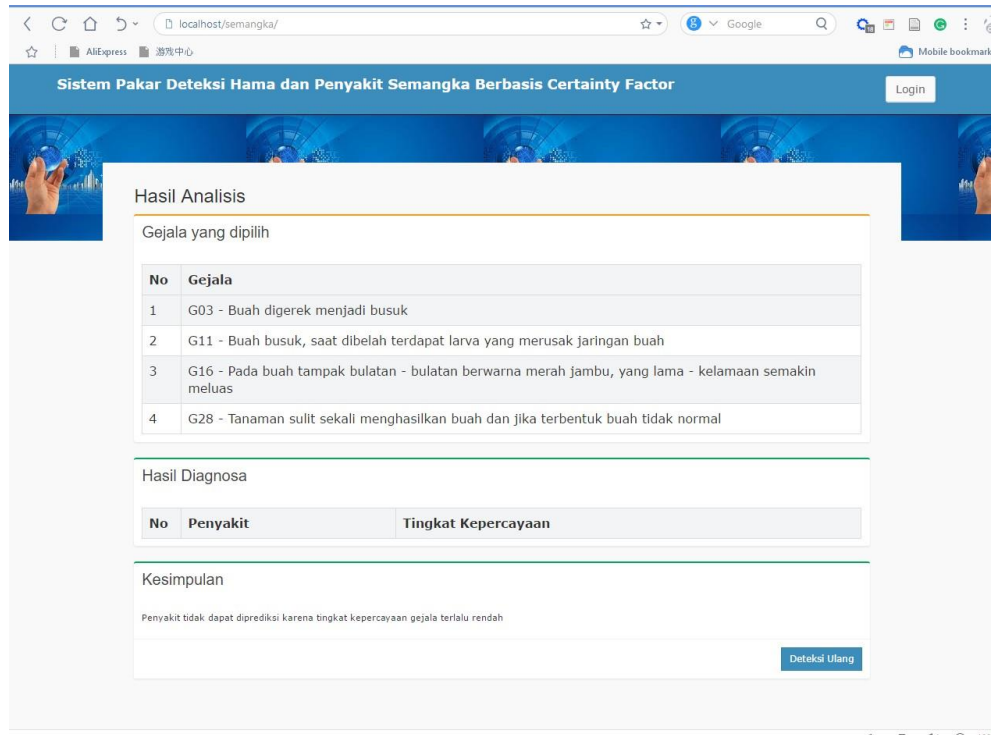 localhost/semangka/
Google
AliExpress
游戏中心
Sistem Pakar Deteksi Hama dan Penyakit Semangka Berbasis Certainty Factor
Login
Hasil Analisis
Gejala yang dipilih
No Gejala
1 G03 - Buah digerek menjadi busuk
2 G11 - Buah busuk, saat dibelah terdapat larva yang merusak jaringan buah
3 G16 - Pada buah tampak bulatan - bulatan berwarna merah jambu, yang lama - kelamaan semakin
meluas
4 G28 - Tanaman sulit sekali menghasilkan buah dan jika terbentuk buah tidak normal
Hasil Diagnosa
No Penyakit Tingkat Kepercayaan
Kesimpulan
Penyakit tidak dapat diprediksi karena tingkat kepercayaan gejala terlalu rendah
Deteksi Ulang